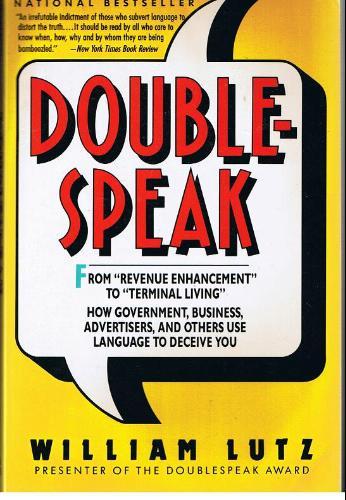 NATIONAL BESTSELLER
"An irrefutable indictment of those who subvert language to
distort the truth....it should be read by all who care to
know when, how, why and by whom they are being
bamboozled." —New York Times Book Review
DOUBLE-
SPEAK
FROM "REVENUE ENHANCEMENT"
TO "TERMINAL LIVING"
HOW GOVERNMENT, BUSINESS,
ADVERTISERS, AND OTHERS USE
LANGUAGE TO DECEIVE YOU
WILLIAM LUTZ
PRESENTER OF THE DOUBLESPEAK AWARD